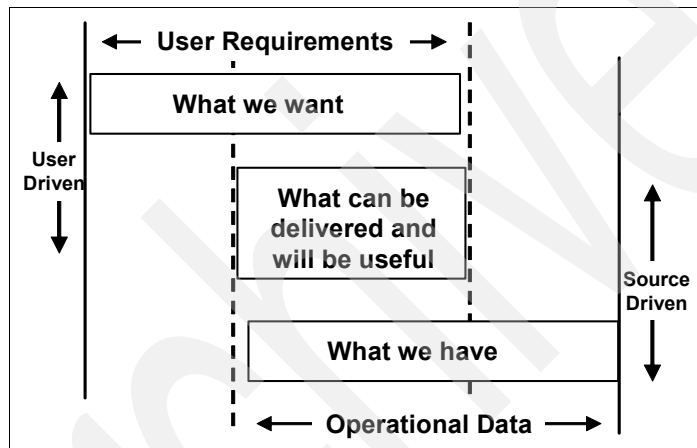 User Requirements
What we want
User
Driven
What can be
delivered and
will be useful
Source
Driven
What we have
Operational Data